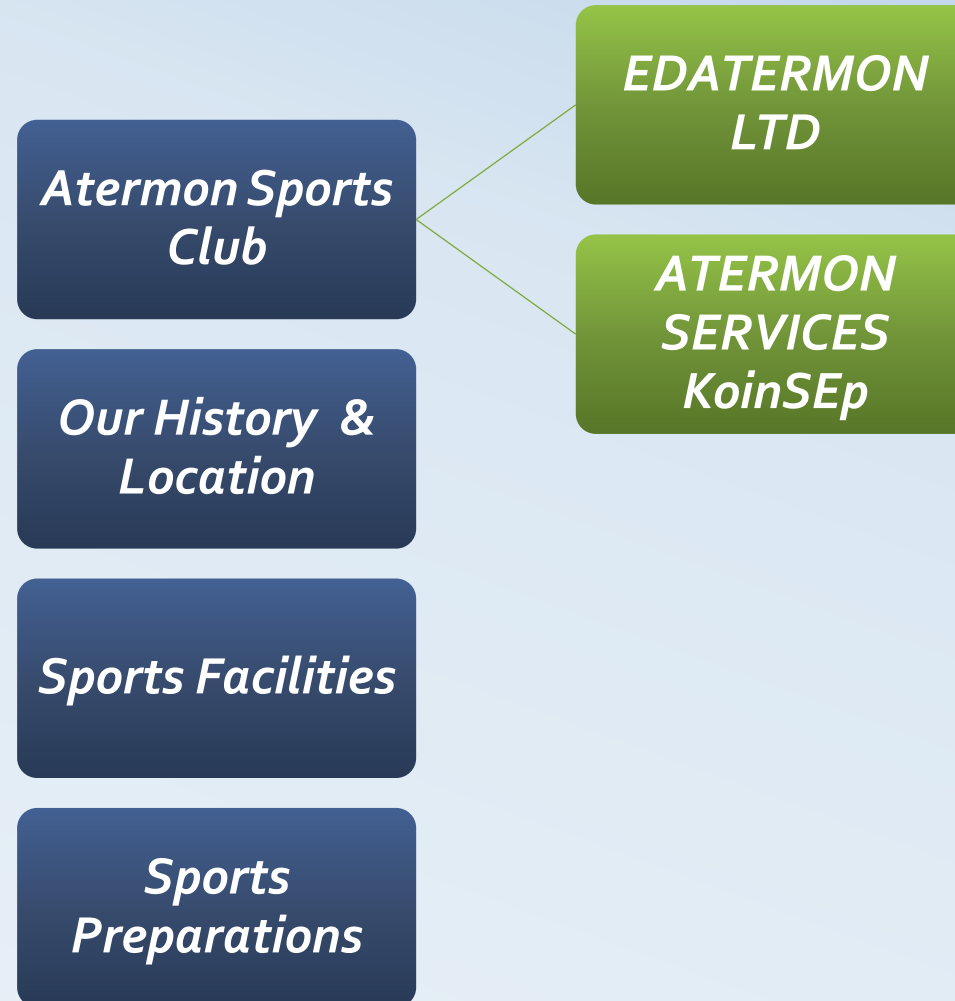 Atermon Sports
Club
EDATERMON
LTD
ATERMON
SERVICES
KoinSEp
Our History &
Location
Sports Facilities
Sports
Preparations